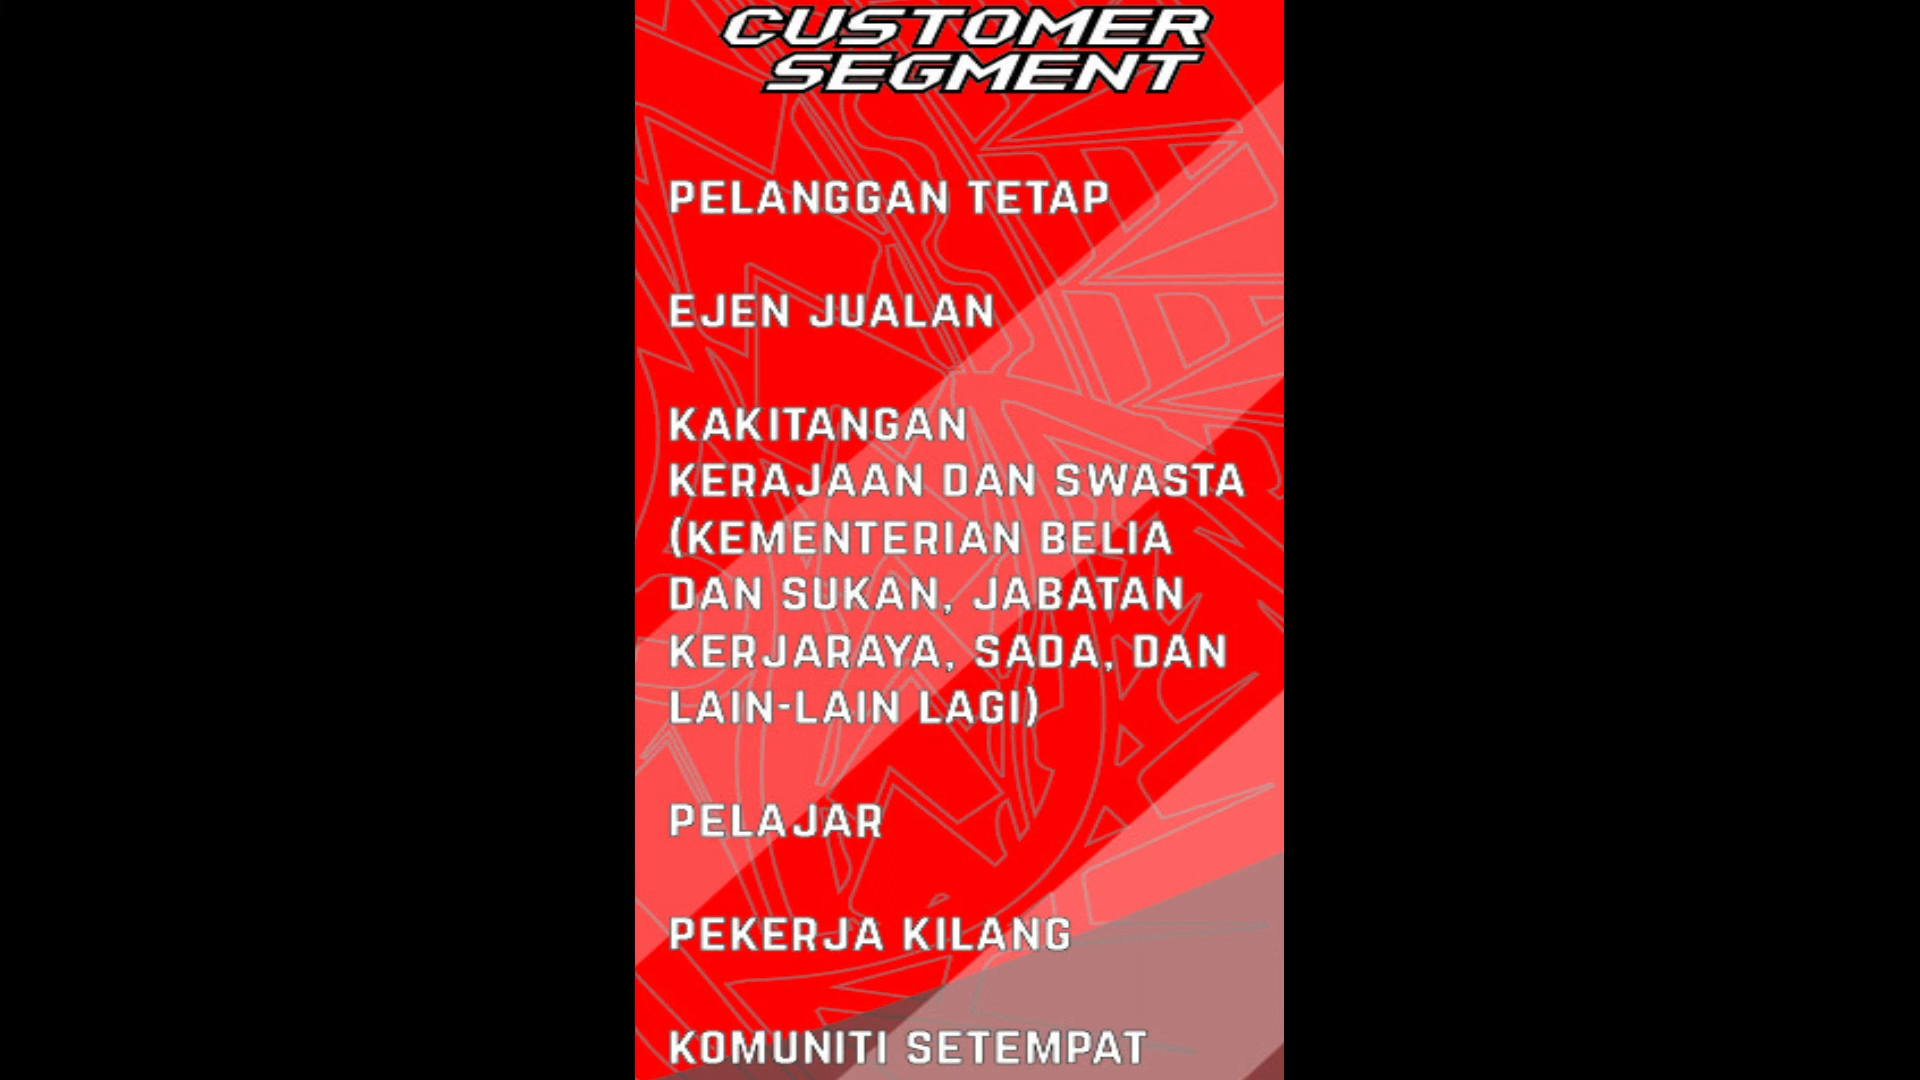 CUSTOMER
SEGMENT
PELANGGAN TETAP
EJEN JUALAN
KAKITANGAN
KERAJAAN DAN SWASTA
(KEMENTERIAN BELIA
DAN SUKAN, JABATAN
KERJARAYA, SADA, DAN
LAIN-LAIN LAGI)
PELAJAR
PEKERJA KILANG
KOMUNITI SETEMPAT